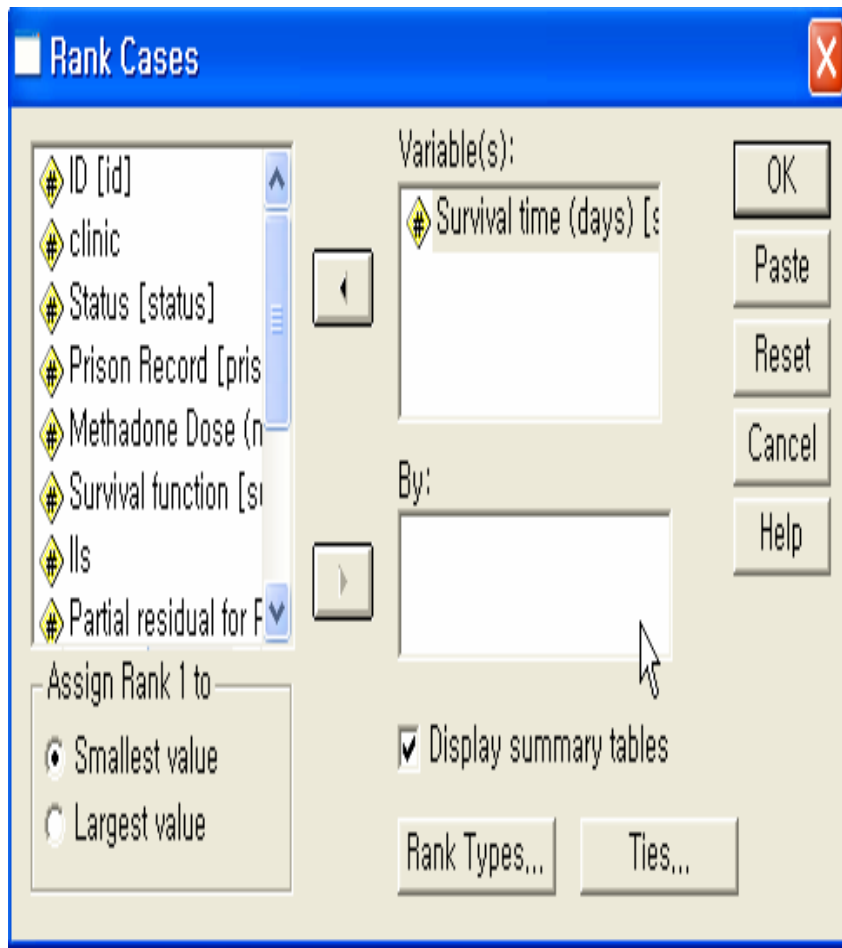 Rank Cases
ID [id]
clinic
Status [status]
Prison Record [pris
Methadone Dose (m
Survival function [su
lls
Partial residual for P
Assign Rank 1 to
Smallest value
Largest value
Variable(s):
Survival time (days) [s
By:
Display summary tables
Rank Types...
Ties...
OK
Paste
Reset
Cancel
Help